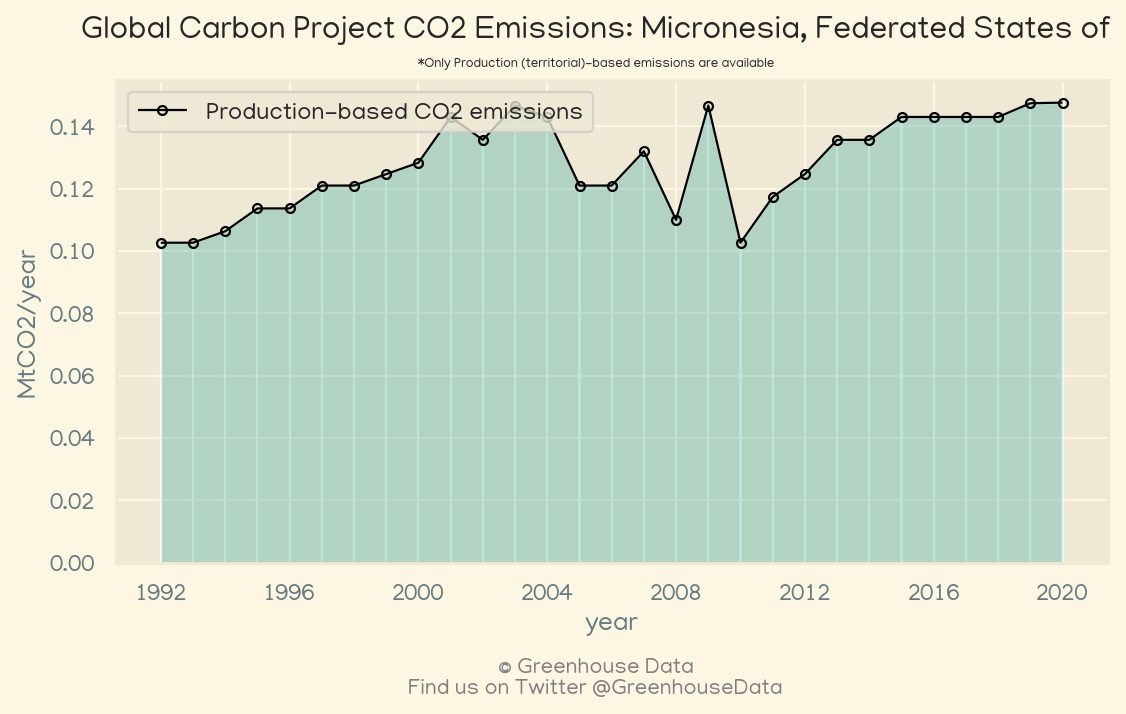 Global Carbon Project CO2 Emissions: Micronesia, Federated States of
*Only Production (territorial)-based emissions are available
Production-based CO2 emissions
0.14
0.12
0.10
0.08
0.06
0.04
0.02
0.00
MtCO2/year
1992 1996 2000 2004 2008 2012 2016 2020
year
© Greenhouse Data
Find us on Twitter @GreenhouseData